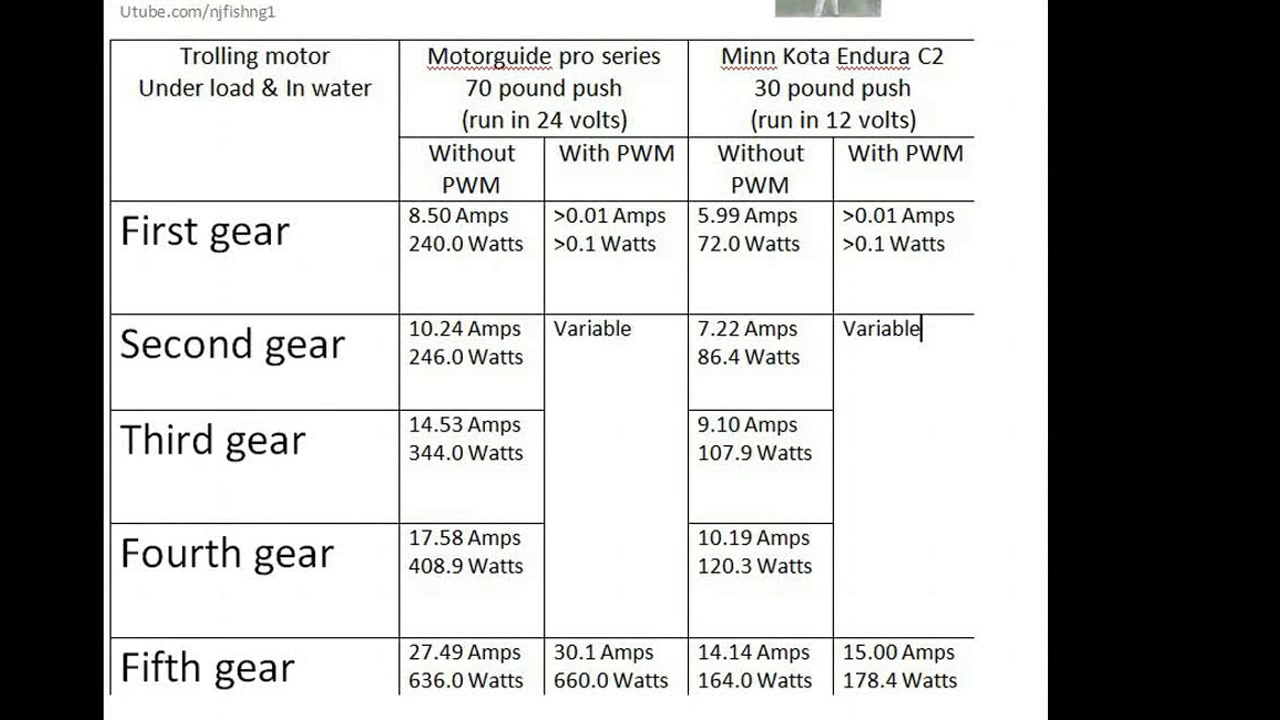 Utube.com/njfishng1
Trolling motor
Under load & In water
Motorguide pro series
70 pound push
(run in 24 volts)
Minn Kota Endura C2
30 pound push
(run in 12 volts)
Without
PWM
With PWM
Without
PWM
With PWM
First gear
8.50 Amps
240.0 Watts
>0.01 Amps
>0.1 Watts
5.99 Amps
72.0 Watts
>0.01 Amps
>0.1 Watts
Second gear
10.24 Amps
246.0 Watts
Variable
7.22 Amps
86.4 Watts
Variable
Third gear
14.53 Amps
344.0 Watts
9.10 Amps
107.9 Watts
Fourth gear
17.58 Amps
408.9 Watts
10.19 Amps
120.3 Watts
Fifth gear
27.49 Amps
636.0 Watts
30.1 Amps
660.0 Watts
14.14 Amps
164.0 Watts
15.00 Amps
178.4 Watts